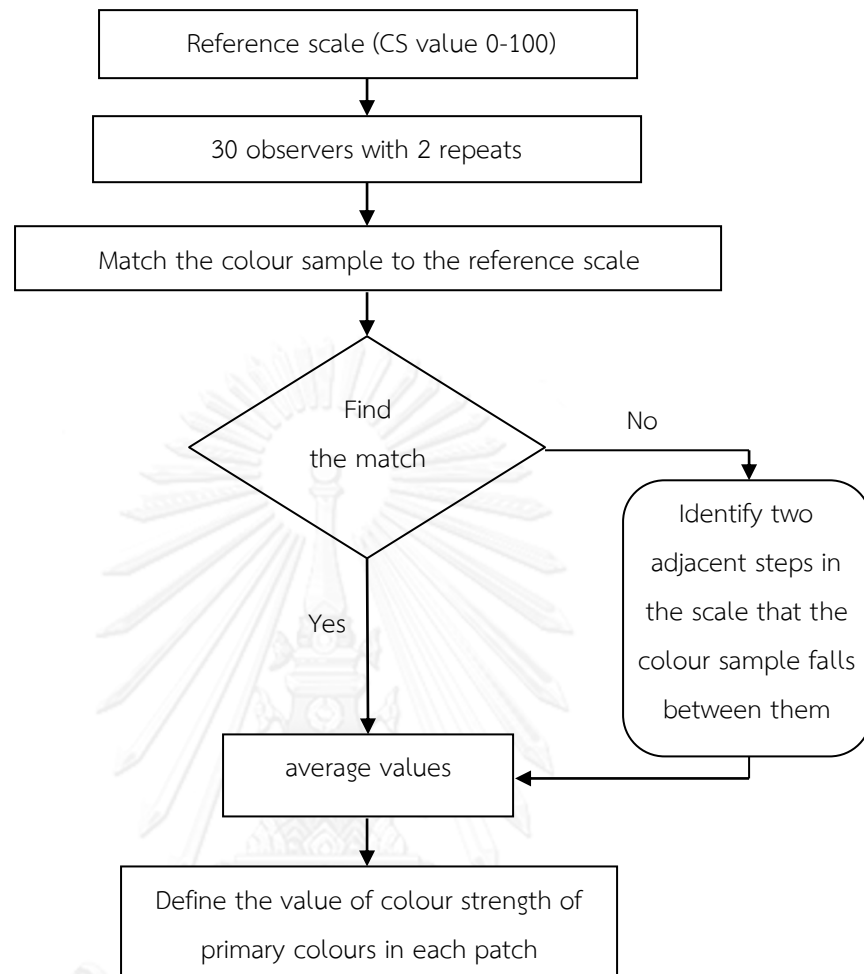 Reference scale (CS value 0-100)
30 observers with 2 repeats
Match the colour sample to the reference scale
Find
the match
No
Identify two
adjacent steps in
the scale that the
colour sample falls
between them
Yes
average values
Define the value of colour strength of
primary colours in each patch